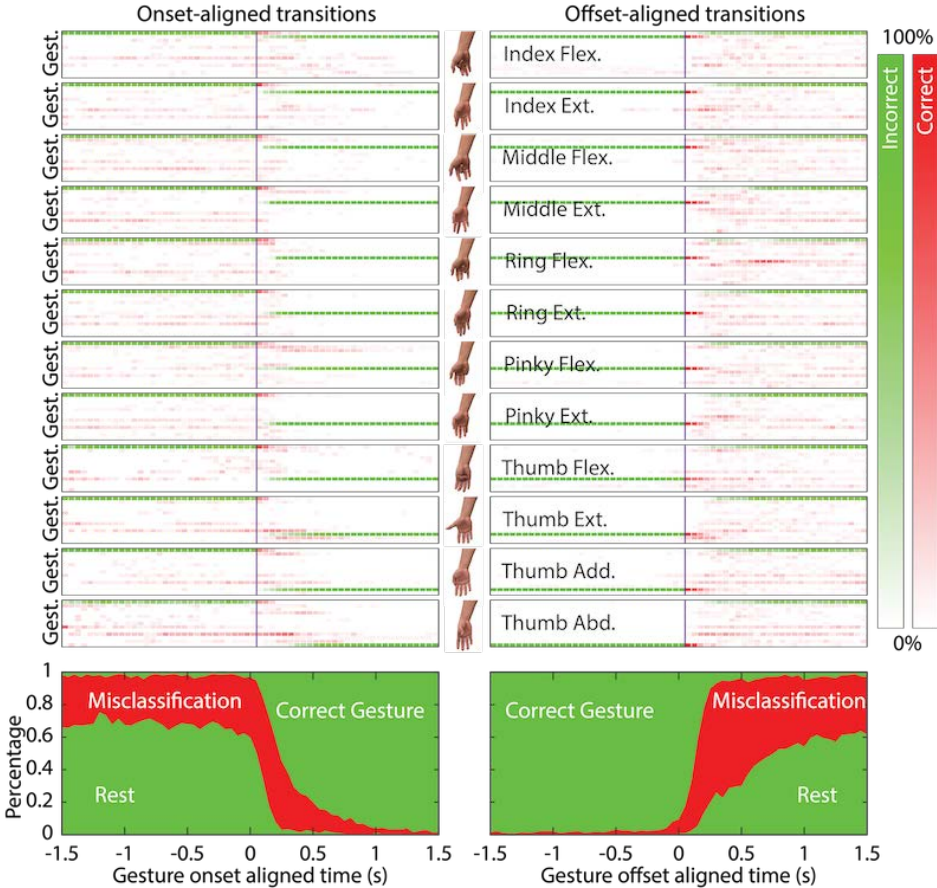 Onset-aligned transitions
Offset-aligned transitions
100%
Gest.
Index Flex.
Gest.
Index Ext.
Gest.
Middle Flex.
Gest.
Middle Ext.
Gest.
Ring Flex.
Gest.
Ring Ext.
Gest.
Pinky Flex.
Gest.
Pinky Ext.
Gest.
Thumb Flex.
Gest.
Thumb Ext.
Gest.
Thumb Add.
Gest.
Thumb Abd.
Incorrect
Correct
0%
Percentage
1
0.8
0.6
0.4
0.2
0
Misclassification
Correct Gesture
Rest
Correct Gesture
Misclassification
Rest
-1.5 -1 -0.5 0 0.5 1 1.5
-1.5 -1 -0.5 0 0.5 1 1.5
Gesture onset aligned time (s)
Gesture offset aligned time (s)